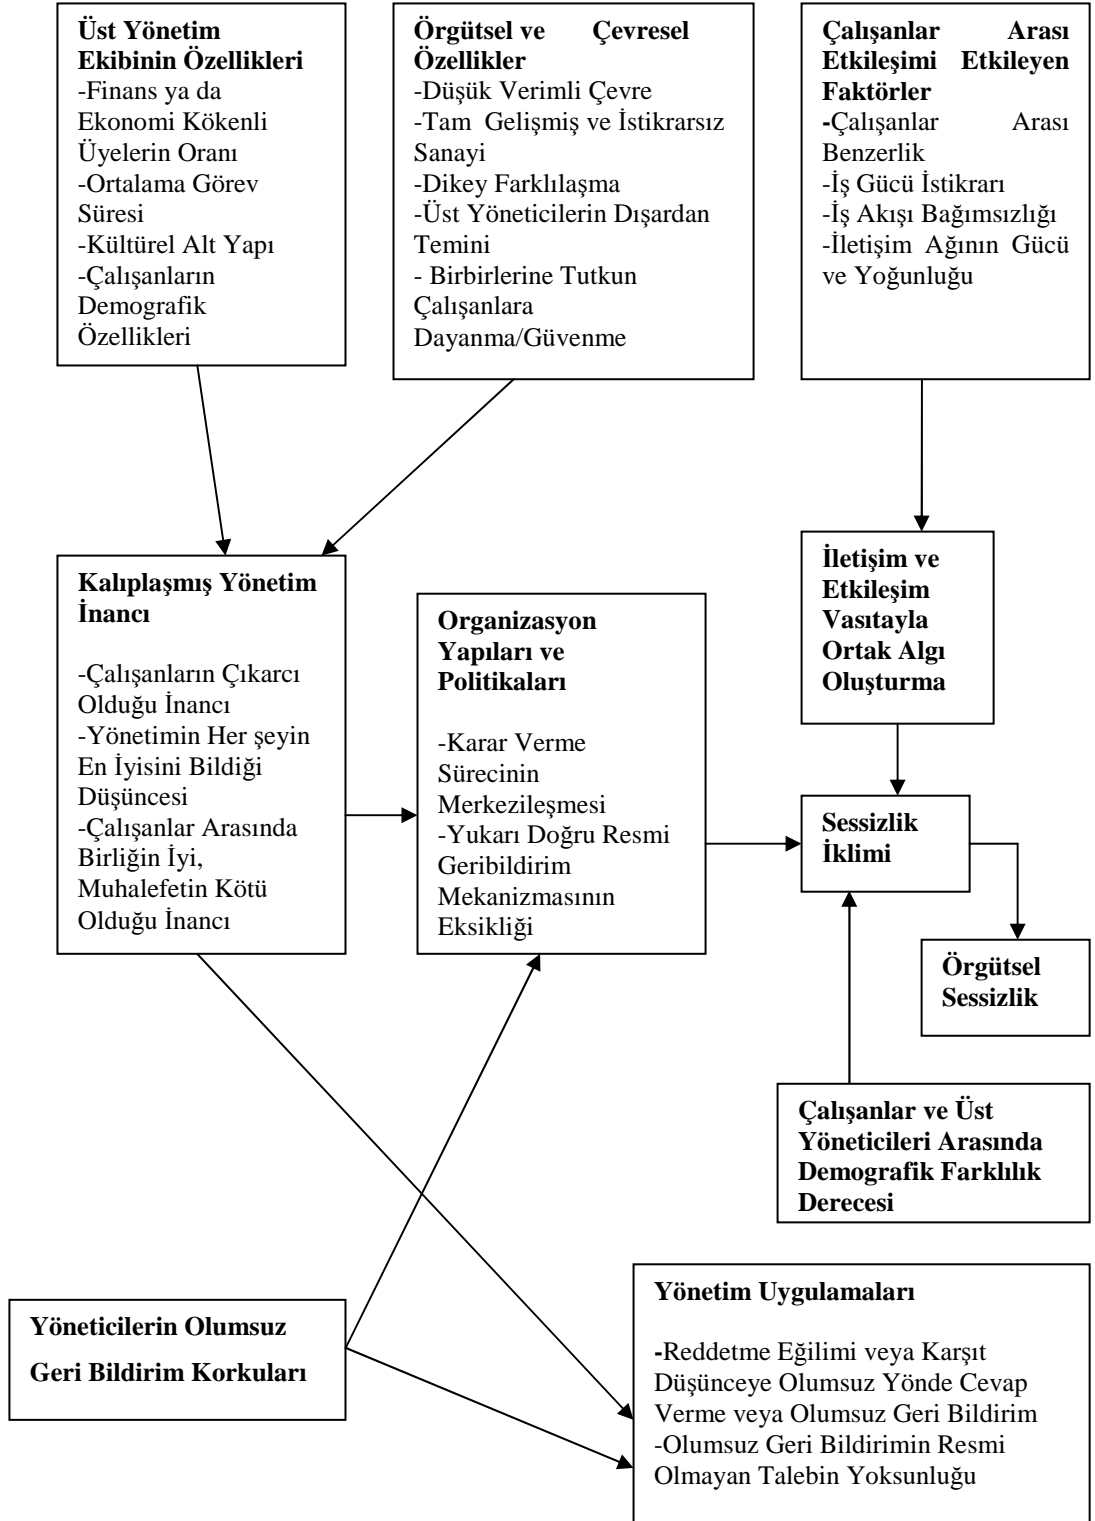 Üst Yönetim
Ekibinin Özellikleri
-Finans ya da
Ekonomi Kökenli
Üyelerin Oranı
-Ortalama Görev
Süresi
-Kültürel Alt Yapı
-Çalışanların
Demografik
Özellikleri
Örgütsel ve Çevresel
Özellikler
-Düşük Verimli Çevre
-Tam Gelişmiş ve İstikrarsız
Sanayi
-Dikey Farklılaşma
-Üst Yöneticilerin Dışardan
Temini
- Birbirlerine Tutkun
Çalışanlara
Dayanma/Güvenme
Çalışanlar Arası
Etkileşimi Etkileyen
Faktörler
-Çalışanlar Arası
Benzerlik
-İş Gücü İstikrarı
-İş Akışı Bağımsızlığı
-İletişim Ağının Gücü
ve Yoğunluğu
Kalıplaşmış Yönetim
İnancı
-Çalışanların Çıkarcı
Olduğu İnancı
-Yönetimin Her şeyin
En İyisini Bildiği
Düşüncesi
-Çalışanlar Arasında
Birliğin İyi,
Muhalefetin Kötü
Olduğu İnancı
Organizasyon
Yapıları ve
Politikaları
-Karar Verme
Sürecinin
Merkezileşmesi
-Yukarı Doğru Resmi
Geribildirim
Mekanizmasının
Eksikliği
İletişim ve
Etkileşim
Vasıtayla
Ortak Algı
Oluşturma
Sessizlik
İklimi
Örgütsel
Sessizlik
Çalışanlar ve Üst
Yöneticileri Arasında
Demografik Farklılık
Derecesi
Yöneticilerin Olumsuz
Geri Bildirim Korkuları
Yönetim Uygulamaları
-Reddetme Eğilimi veya Karşıt
Düşünceye Olumsuz Yönde Cevap
Verme veya Olumsuz Geri Bildirim
-Olumsuz Geri Bildirimin Resmi
Olmayan Talebin Yoksunluğu